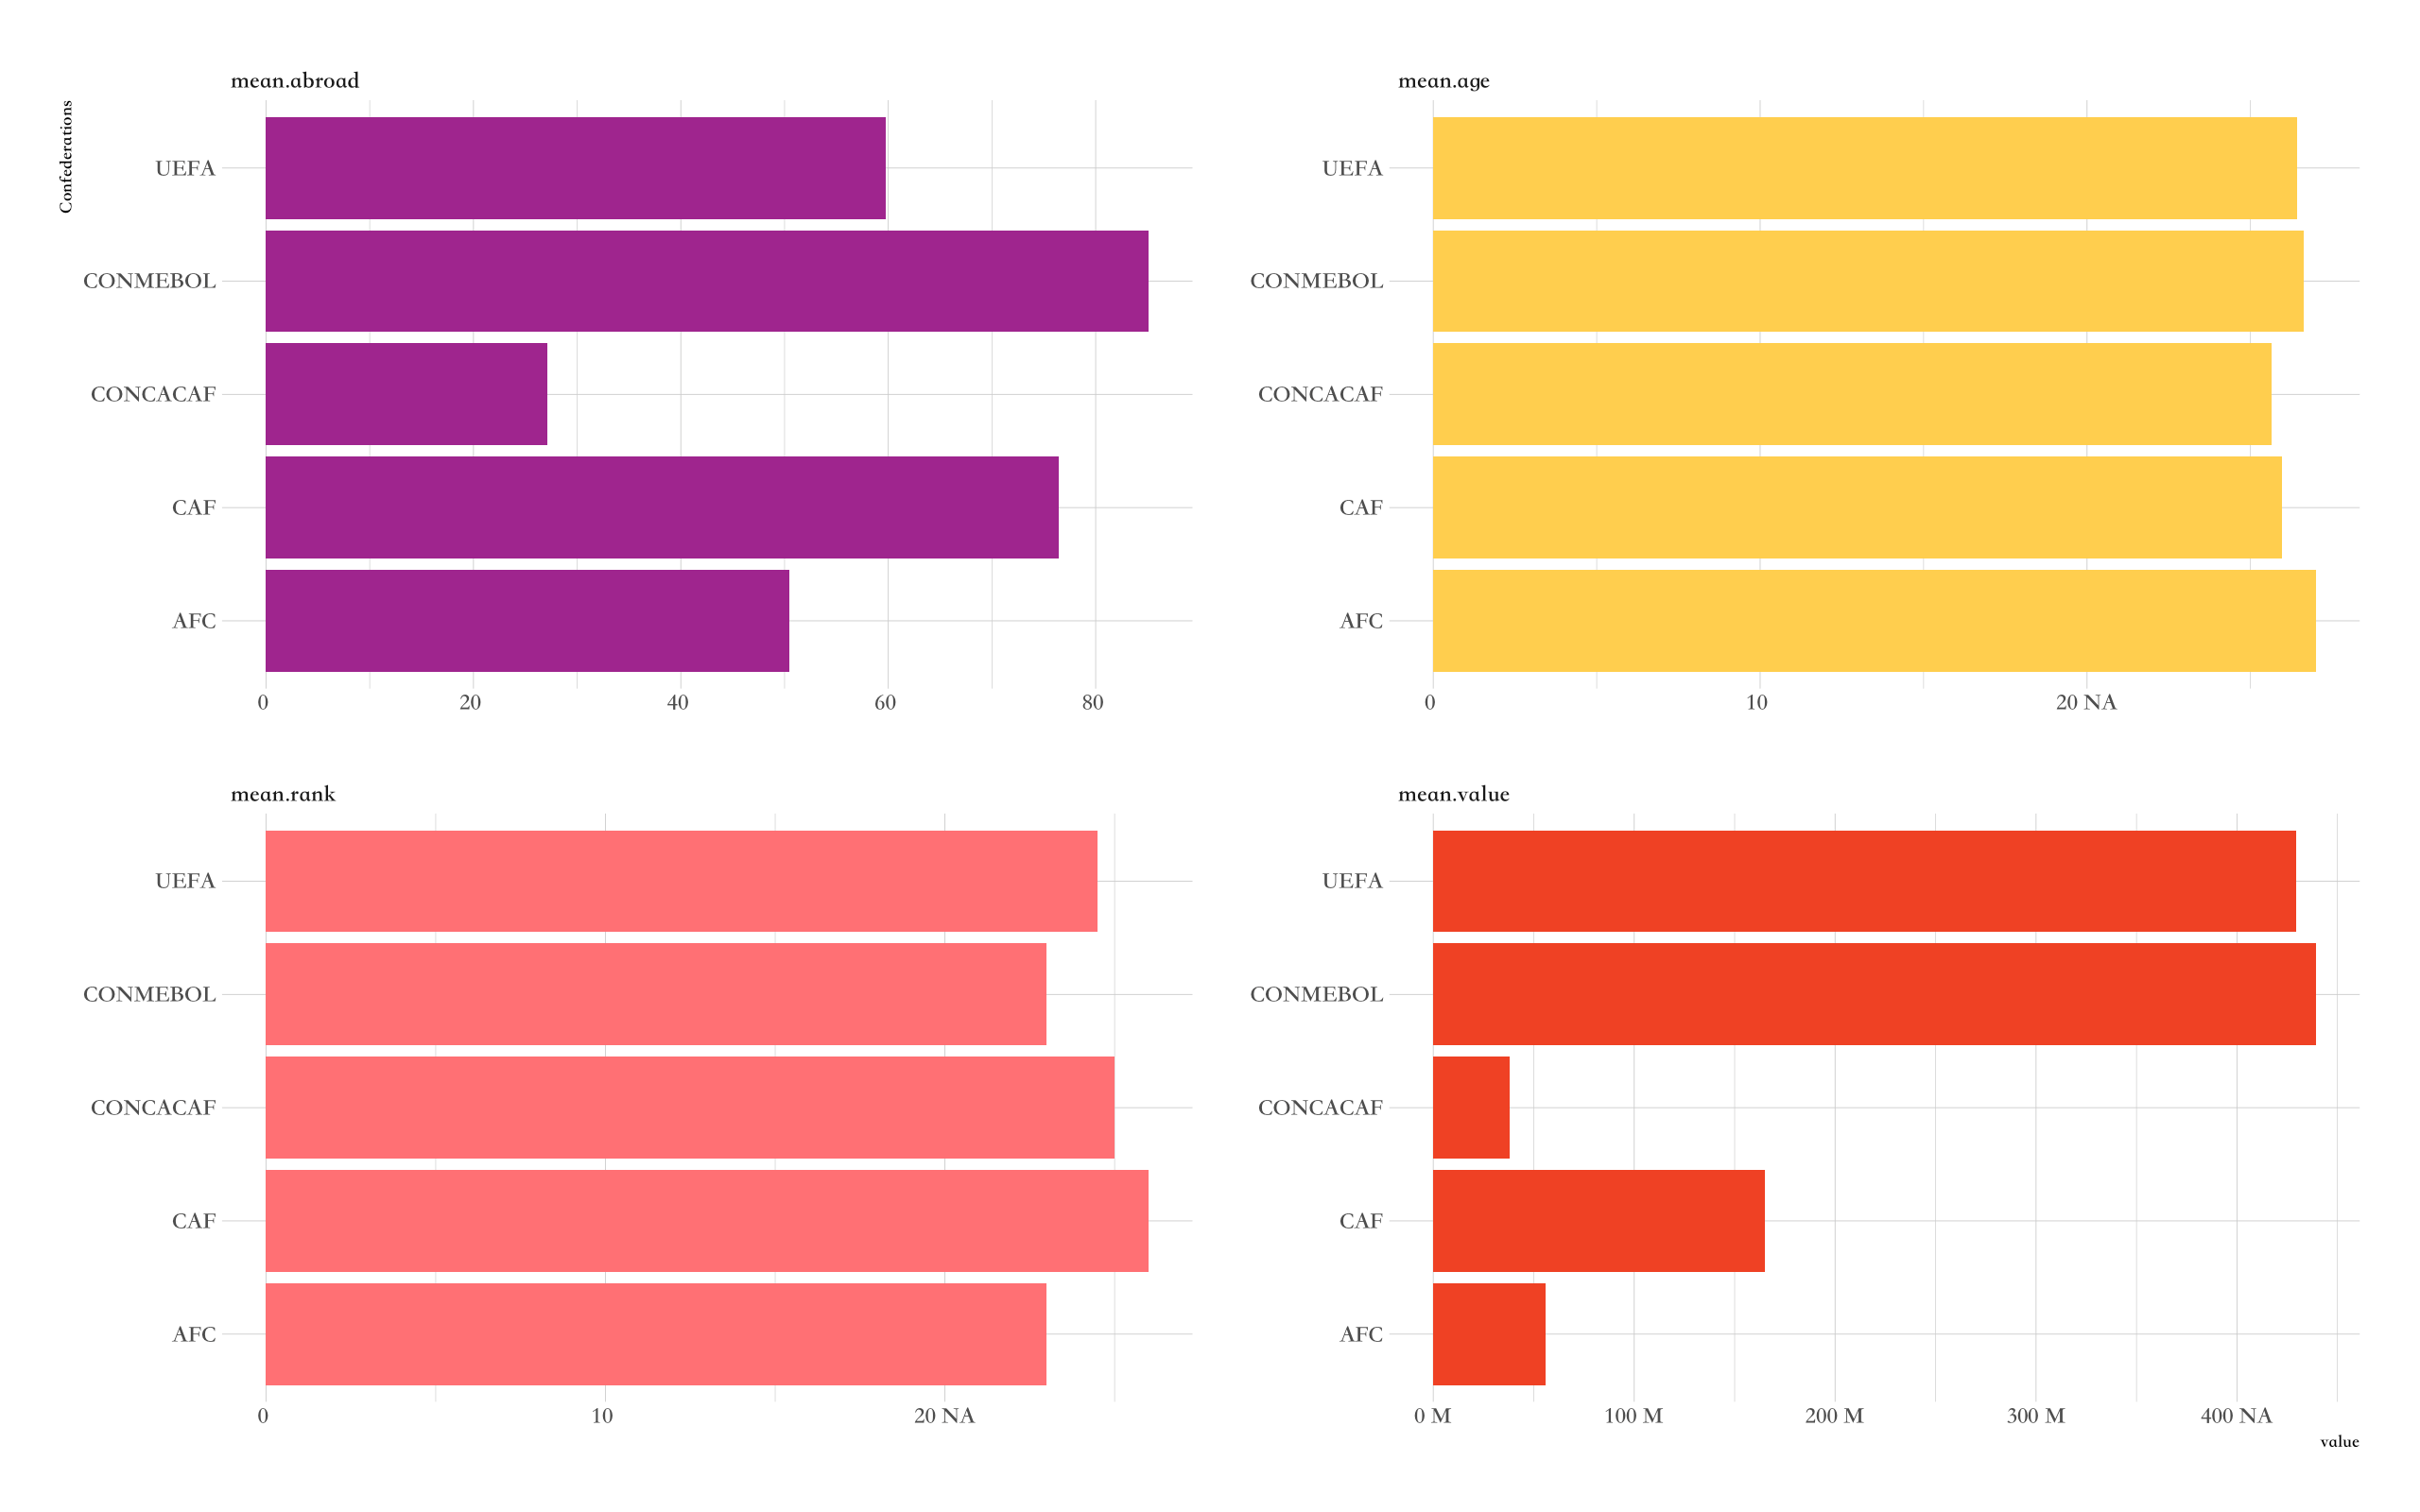 mean.abroad
Confederations
UEFA
CONMEBOL
CONCACAF
CAF
AFC
0 20 40 60 80
mean.age
UEFA
CONMEBOL
CONCACAF
CAF
AFC
0 10 20 NA
mean.rank
UEFA
CONMEBOL
CONCACAF
CAF
AFC
0 10 20 NA
mean.value
UEFA
CONMEBOL
CONCACAF
CAF
AFC
0 M 100 M 200 M 300 M 400 NA
value